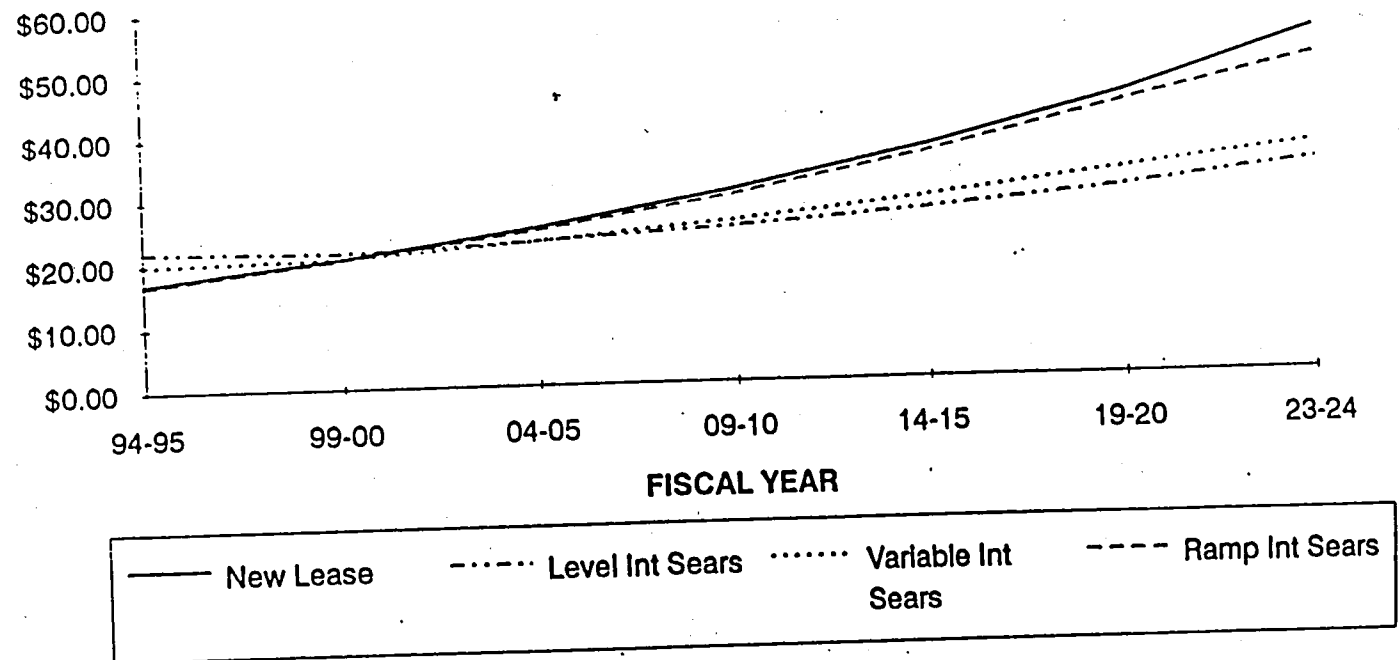 $60.00
$50.00
$40.00
$30.00
$20.00
$10.00
$0.00
94-95 99-00 04-05 09-10 14-15 19-20 23-24
FISCAL YEAR
New Lease Level Int Sears Variable Int Ramp Int Sears
Sears